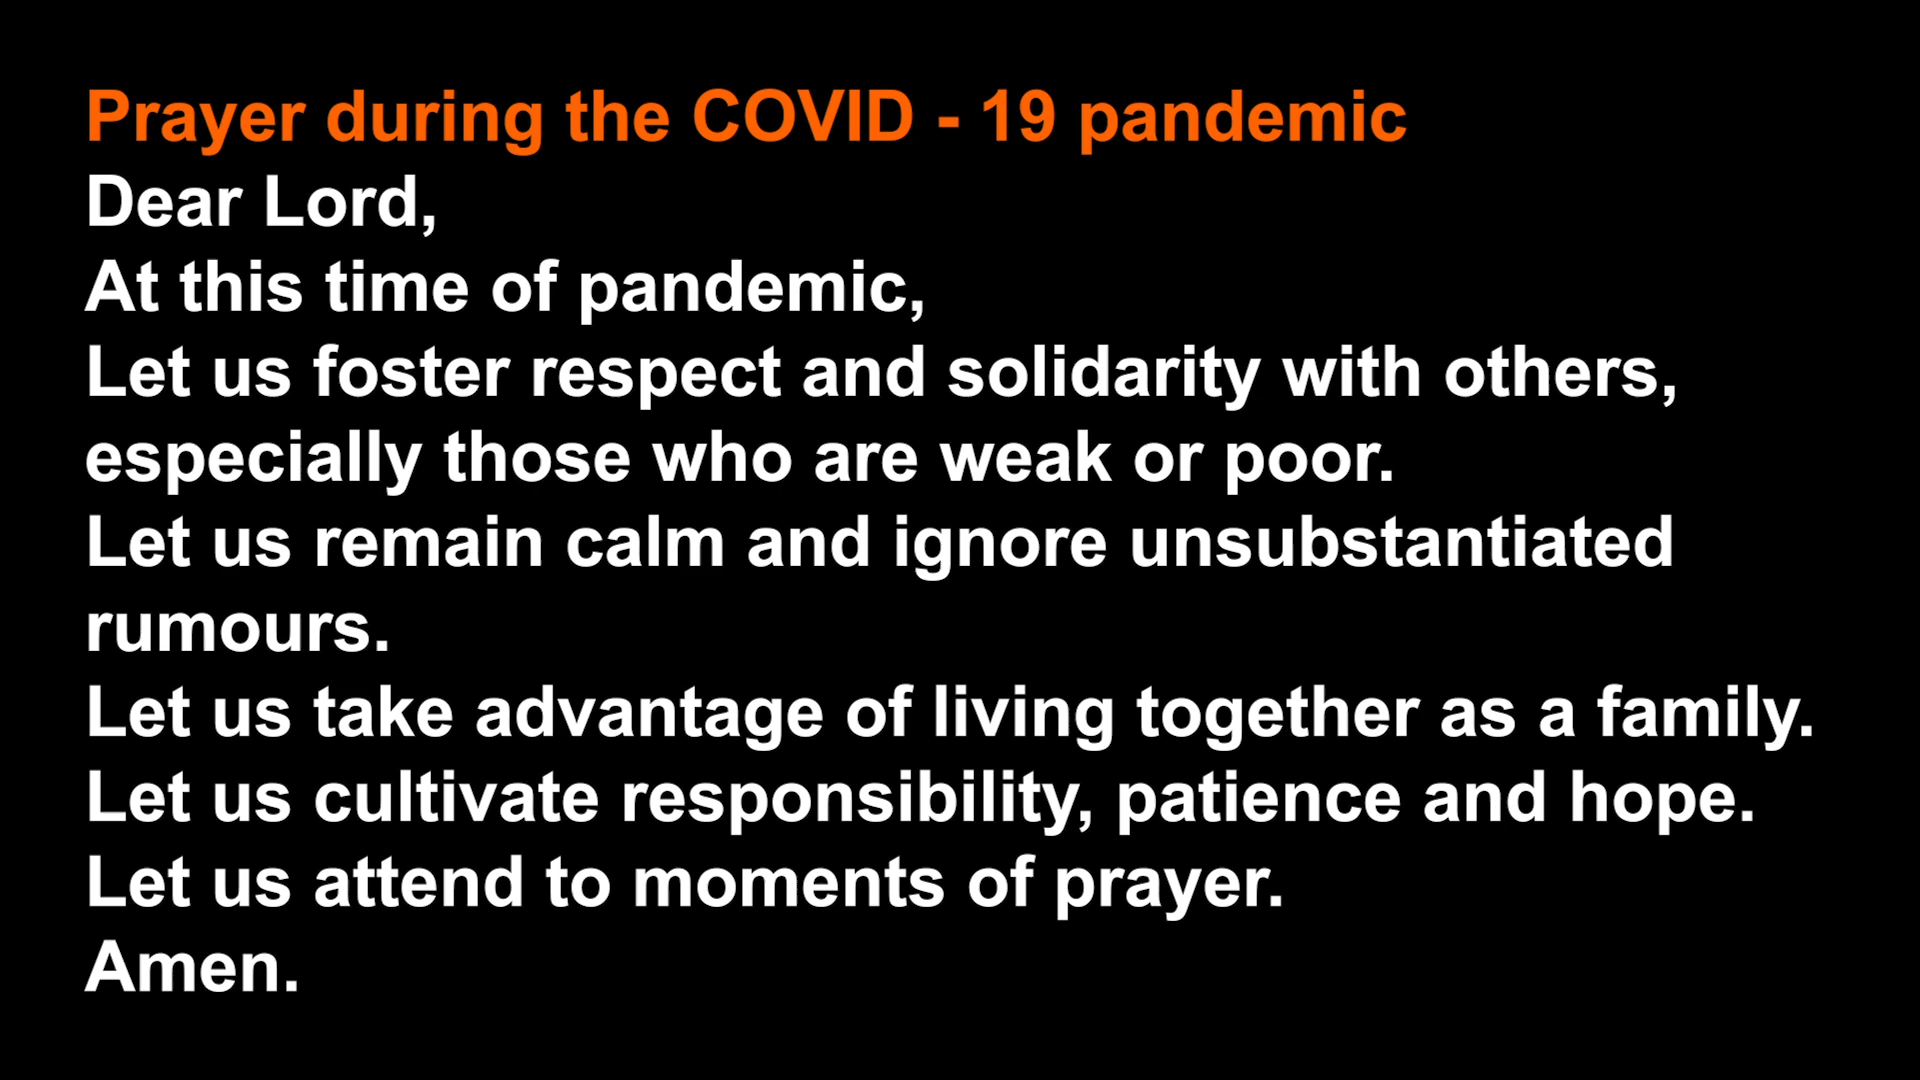 Prayer during the COVID - 19 pandemic
Dear Lord,
At this time of pandemic,
Let us foster respect and solidarity with others,
especially those who are weak or poor.
Let us remain calm and ignore unsubstantiated
rumours.
Let us take advantage of living together as a family.
Let us cultivate responsibility, patience and hope.
Let us attend to moments of prayer.
Amen.